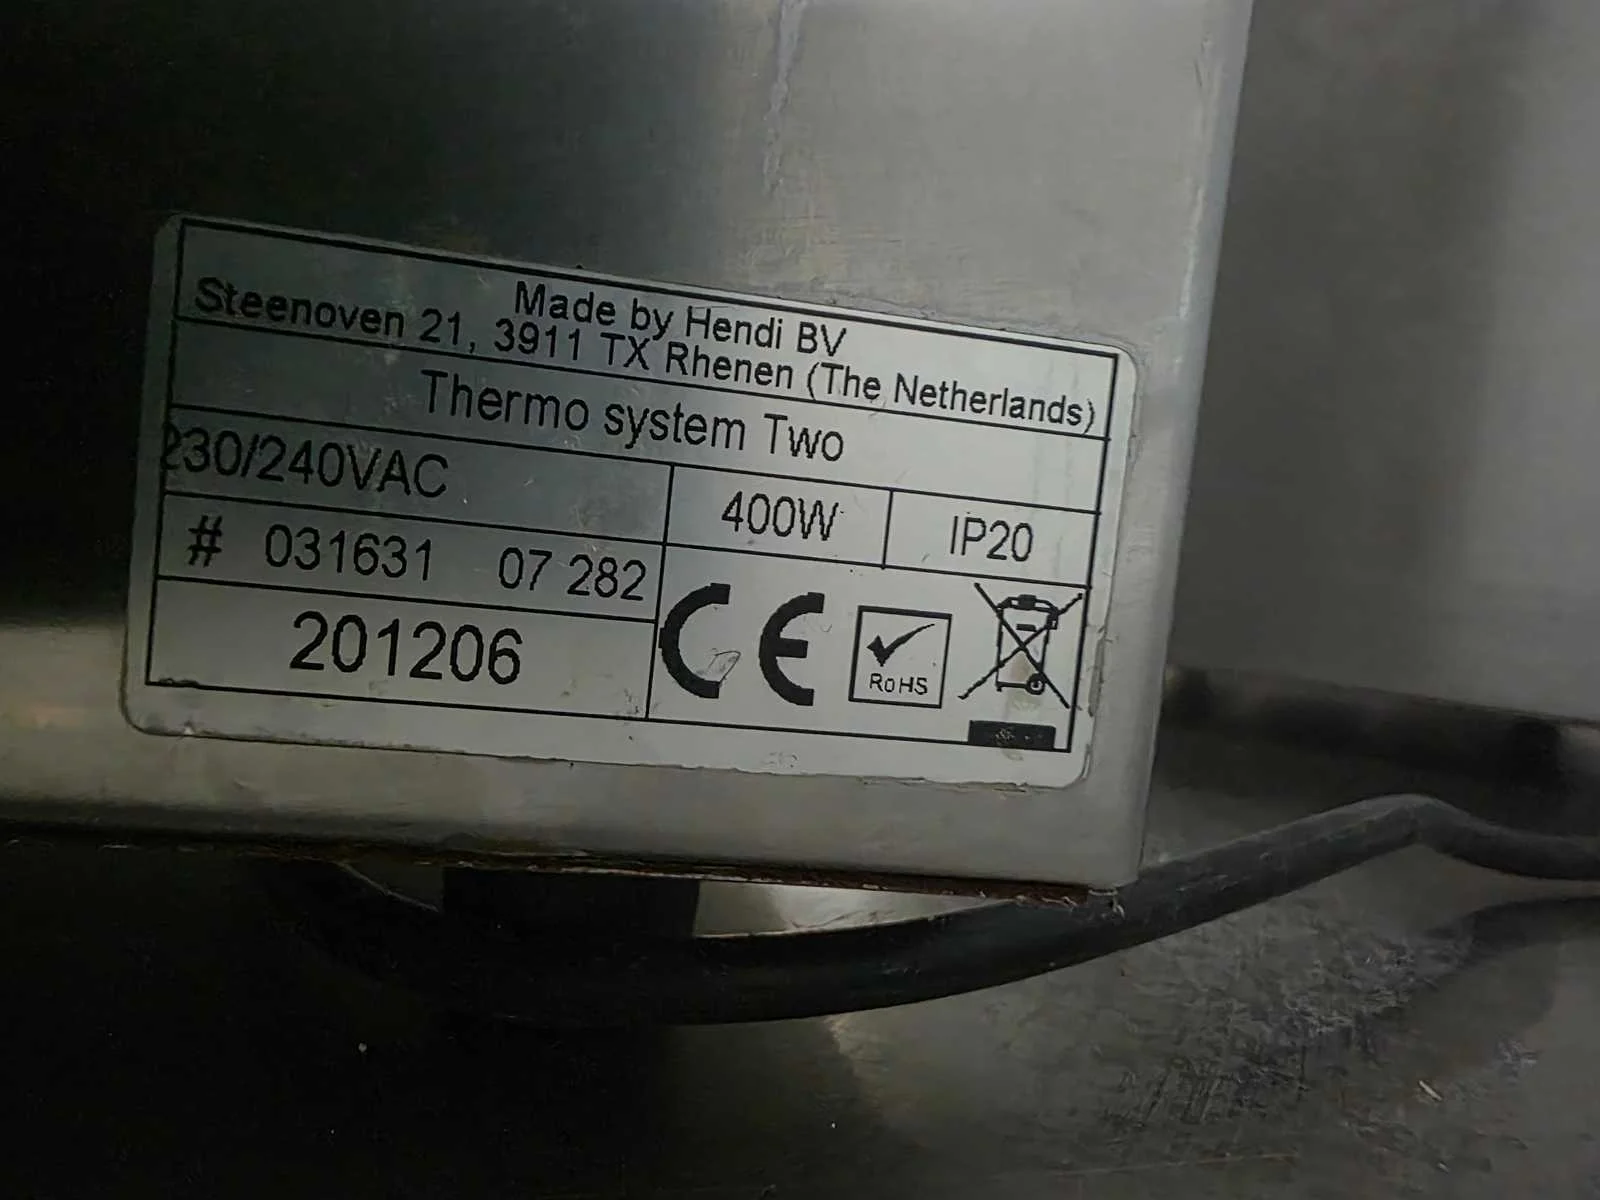 Made by Hendi BV
Steenoven 21, 3911 TX Rhenen (The Netherlands)
Thermo system Two
230/240VAC 400W IP20
# 031631 07 282
201206
CE
RoHS